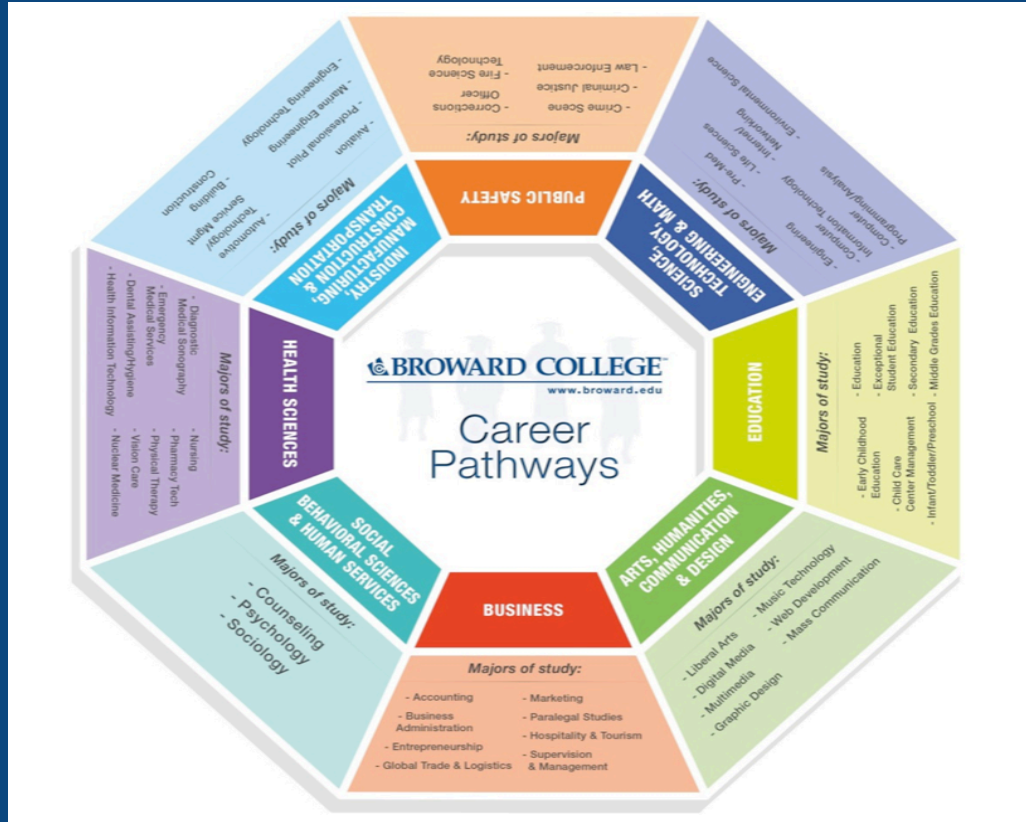 BROWARD COLLEGE
www.broward.edu
Career
Pathways
PUBLIC SAFETY
Majors of study:
- Crime Scene
- Criminal Justice
- Law Enforcement
- Corrections
Officer
- Fire Science
Technology
SCIENCE,
TECHNOLOGY,
ENGINEERING & MATH
Majors of study:
- Pre-Med
- Life Sciences
- Internet/
Networking
- Environmental Science
- Engineering
- Computer
Information Technology
- Computer
Programming/Analysis
EDUCATION
Majors of study:
- Education
- Exceptional
Student Education
- Secondary Education
- Middle Grades Education
- Early Childhood
Education
- Child Care
Center Management
- Infant/Toddler/Preschool
ARTS, HUMANITIES,
COMMUNICATION
& DESIGN
Majors of study:
- Liberal Arts
- Digital Media
- Multimedia
- Graphic Design
- Music Technology
- Web Development
- Mass Communication
BUSINESS
Majors of study:
- Accounting
- Business
Administration
- Entrepreneurship
- Global Trade & Logistics
- Marketing
- Paralegal Studies
- Hospitality & Tourism
- Supervision
& Management
SOCIAL
BEHAVIORAL SCIENCES
& HUMAN SERVICES
Majors of study:
- Counseling
- Psychology
- Sociology
HEALTH SCIENCES
Majors of study:
- Diagnostic
Medical Sonography
- Emergency
Medical Services
- Dental Assisting/Hygiene
- Health Information Technology
- Nursing
- Pharmacy Tech
- Physical Therapy
- Vision Care
- Nuclear Medicine
INDUSTRY,
MANUFACTURING,
CONSTRUCTION &
TRANSPORTATION
Majors of study:
- Automotive
Technology/
Service Mgmt
- Building
Construction
- Aviation
- Professional Pilot
- Marine Engineering
- Engineering Technology